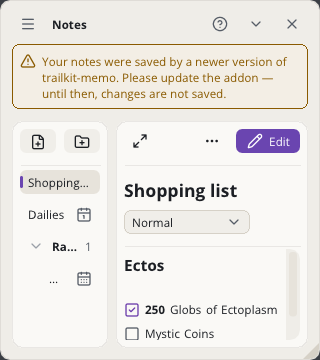 Notes
Your notes were saved by a newer version of
trailkit-memo. Please update the addon —
until then, changes are not saved.
Edit
Shopping...
Dailies
Ra... 1
...
Shopping list
Normal
Ectos
250 Globs of Ectoplasm
Mystic Coins